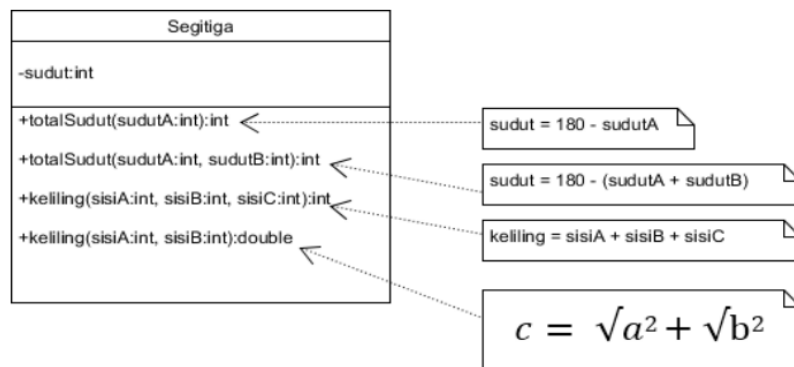 Segitiga
-sudut:int
+totalSudut(sudutA:int):int
+totalSudut(sudutA:int, sudutB:int):int
+keliling(sisiA:int, sisiB:int, sisiC:int):int
+keliling(sisiA:int, sisiB:int):double
sudut = 180 - sudutA
sudut = 180 - (sudutA + sudutB)
keliling = sisiA + sisiB + sisiC
c = √a² + √b²